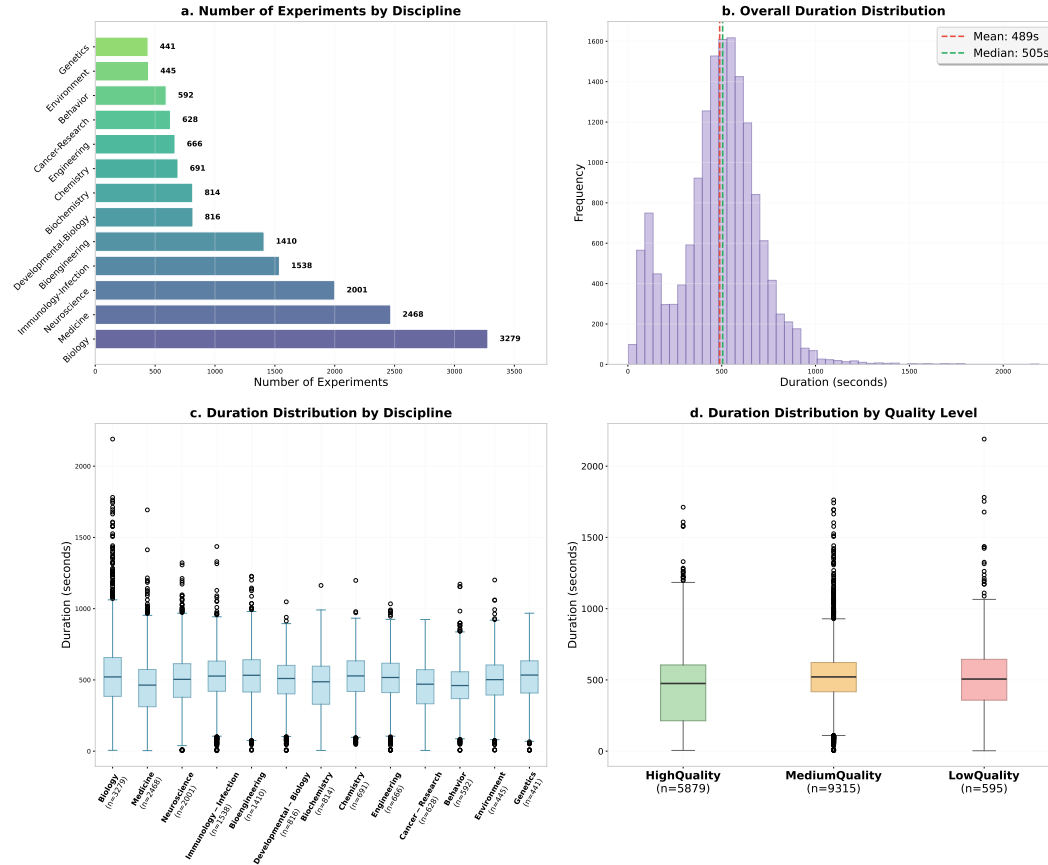 a. Number of Experiments by Discipline
Genetics
441
Environment
445
Behavior
592
Cancer-Research
628
Engineering
666
Chemistry
691
Biochemistry
814
Developmental-Biology
816
Bioengineering
1410
Immunology-Infection
1538
Neuroscience
2001
Medicine
2468
Biology
3279
0 500 1000 1500 2000 2500 3000 3500
Number of Experiments
b. Overall Duration Distribution
Mean: 489s
Median: 505s
Frequency
1600
1400
1200
1000
800
600
400
200
0
0 500 1000 1500 2000
Duration (seconds)
c. Duration Distribution by Discipline
Duration (seconds)
2000
1500
1000
500
0
Biology
(n=3279)
Medicine
(n=2468)
Neuroscience
(n=2001)
Immunology – Infection
(n=1538)
Bioengineering
(n=1410)
Developmental – Biology
(n=816)
Biochemistry
(n=814)
Chemistry
(n=691)
Engineering
(n=666)
Cancer – Research
(n=628)
Behavior
(n=592)
Environment
(n=445)
Genetics
(n=441)
d. Duration Distribution by Quality Level
Duration (seconds)
2000
1500
1000
500
0
HighQuality
(n=5879)
MediumQuality
(n=9315)
LowQuality
(n=595)